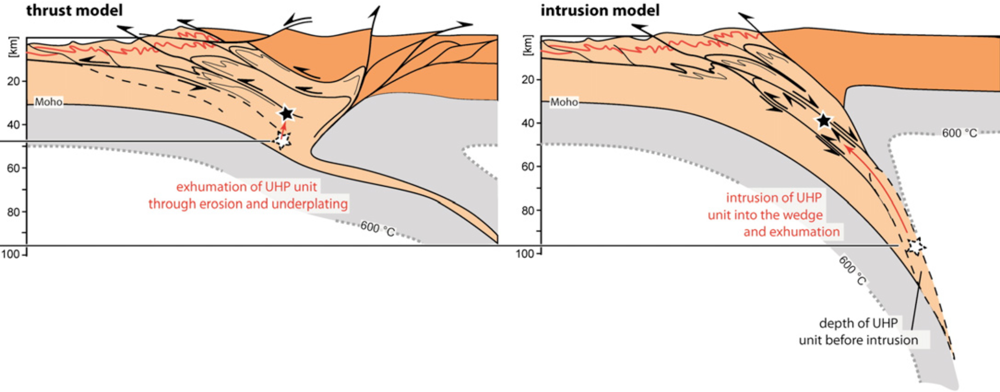 thrust model
[km]
20
Moho
40
60
exhumation of UHP unit
through erosion and underplating
80
600 °C
100
intrusion model
[km]
20
Moho
40
600 °C
60
intrusion of UHP
unit into the wedge
and exhumation
80
100
600 °C
depth of UHP
unit before intrusion